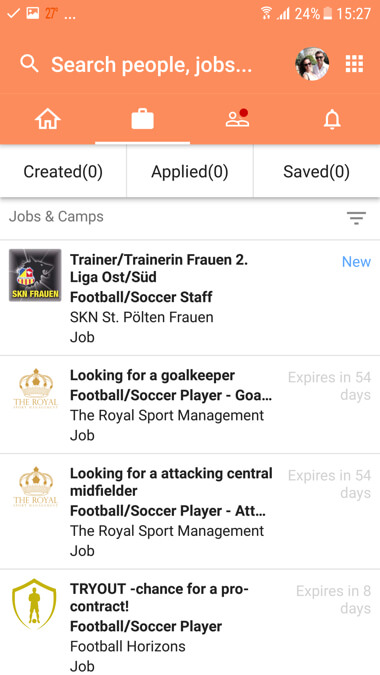 27° ...
24% 15:27
Search people, jobs...
Created(0) Applied(0) Saved(0)
Jobs & Camps
Trainer/Trainerin Frauen 2. New
Liga Ost/Süd
Football/Soccer Staff
SKN FRAUEN
SKN St. Pölten Frauen
Job
Looking for a goalkeeper Expires in 54
Football/Soccer Player - Goa... days
THE ROYAL
SPORT MANAGEMENT
The Royal Sport Management
Job
Looking for a attacking central Expires in 54
midfielder days
THE ROYAL
SPORT MANAGEMENT
Football/Soccer Player - Att...
The Royal Sport Management
Job
TRYOUT -chance for a pro- Expires in 8
contract! days
Football/Soccer Player
Football Horizons
Job